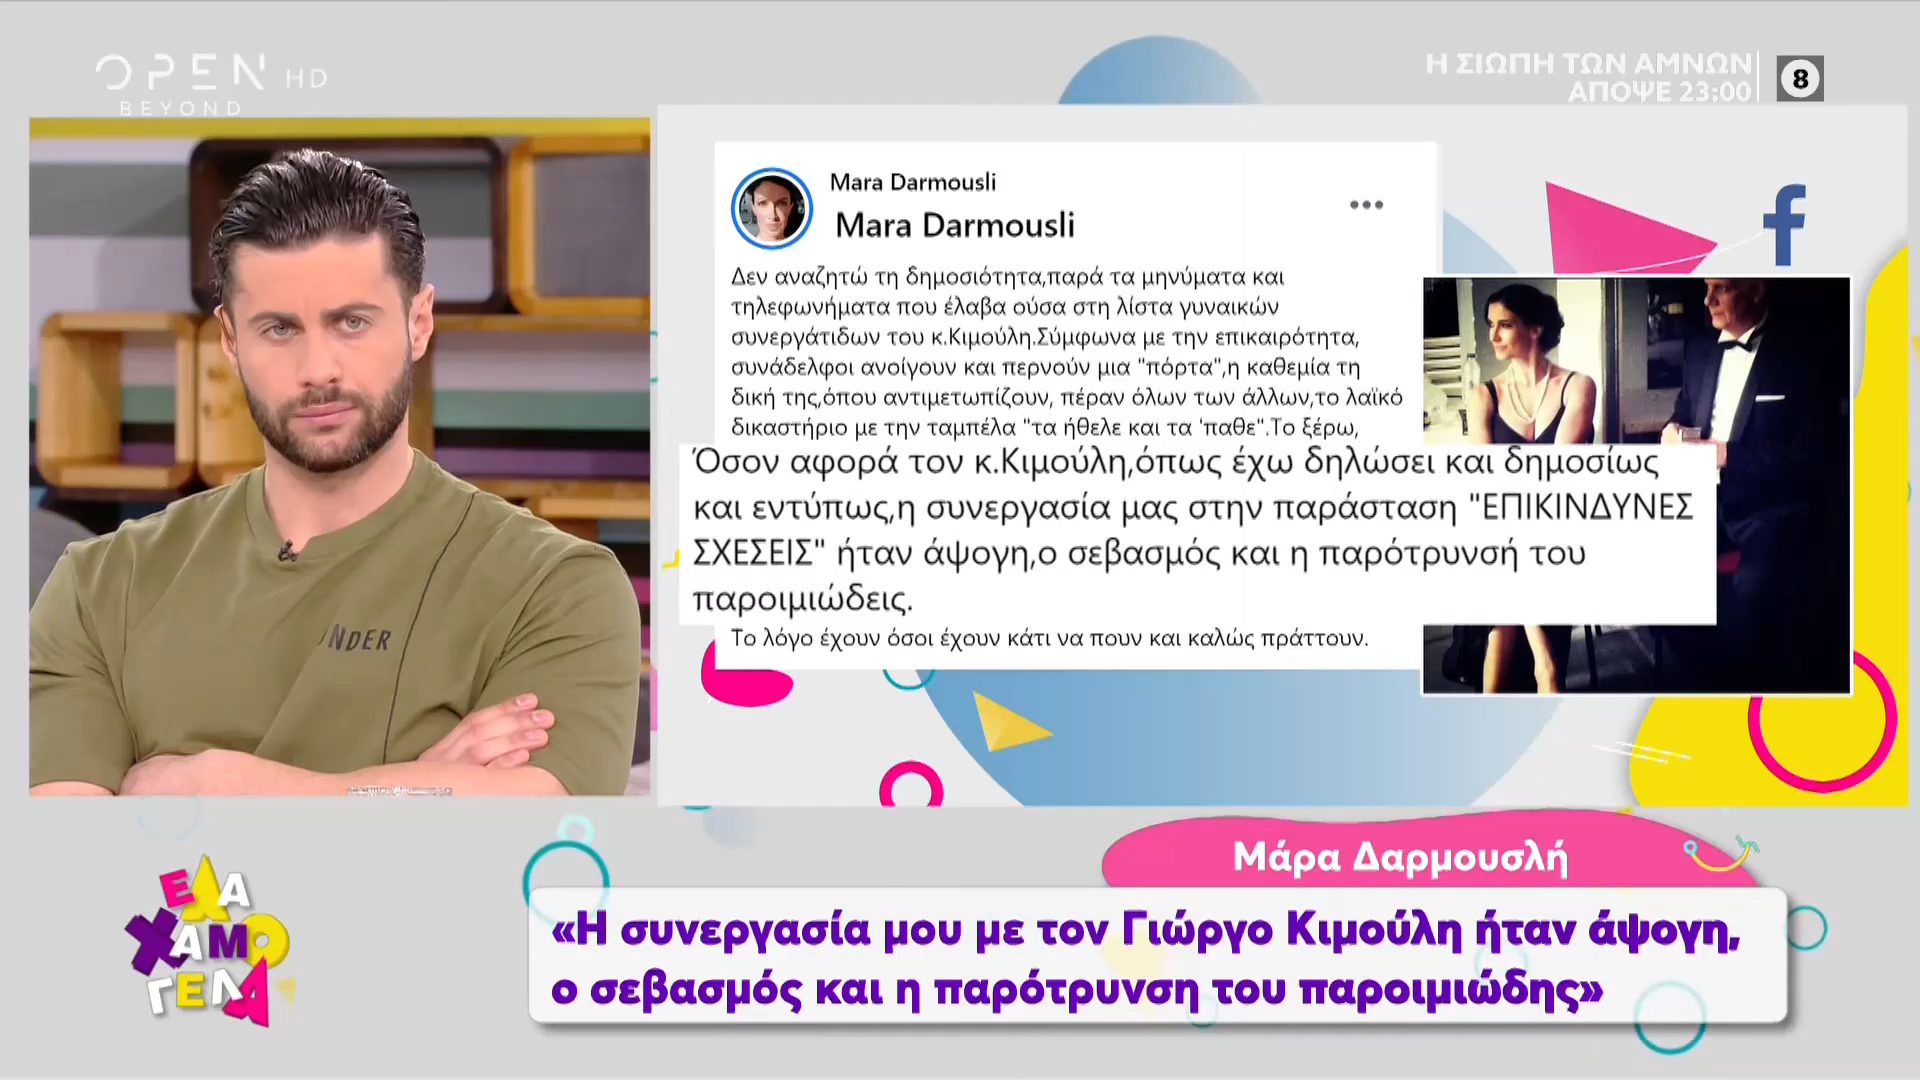 OPEN HD
BEYOND
Η ΣΙΩΠΗ ΤΩΝ ΑΜΝΩΝ
ΑΠΟΨΕ 23:00
8
Mara Darmousli
Mara Darmousli
Δεν αναζητώ τη δημοσιότητα,παρά τα μηνύματα και
τηλεφωνήματα που έλαβα ούσα στη λίστα γυναικών
συνεργάτιδων του κ.Κιμούλη.Σύμφωνα με την επικαιρότητα,
συνάδελφοι ανοίγουν και περνούν μια "πόρτα",η καθεμία τη
δική της,όπου αντιμετωπίζουν, πέραν όλων των άλλων,το λαϊκό
δικαστήριο με την ταμπέλα "τα ήθελε και τα 'παθε".Το ξέρω,
Όσον αφορά τον κ.Κιμούλη,όπως έχω δηλώσει και δημοσίως
και εντύπως,η συνεργασία μας στην παράσταση "ΕΠΙΚΙΝΔΥΝΕΣ
ΣΧΕΣΕΙΣ" ήταν άψογη,ο σεβασμός και η παρότρυνσή του
παροιμιώδεις.
Το λόγο έχουν όσοι έχουν κάτι να πουν και καλώς πράττουν.
UNDER
Μάρα Δαρμουσλή
«Η συνεργασία μου με τον Γιώργο Κιμούλη ήταν άψογη,
ο σεβασμός και η παρότρυνση του παροιμιώδης»
ΕΛΑ
ΧΑΜΟ
ΓΕΛΑ